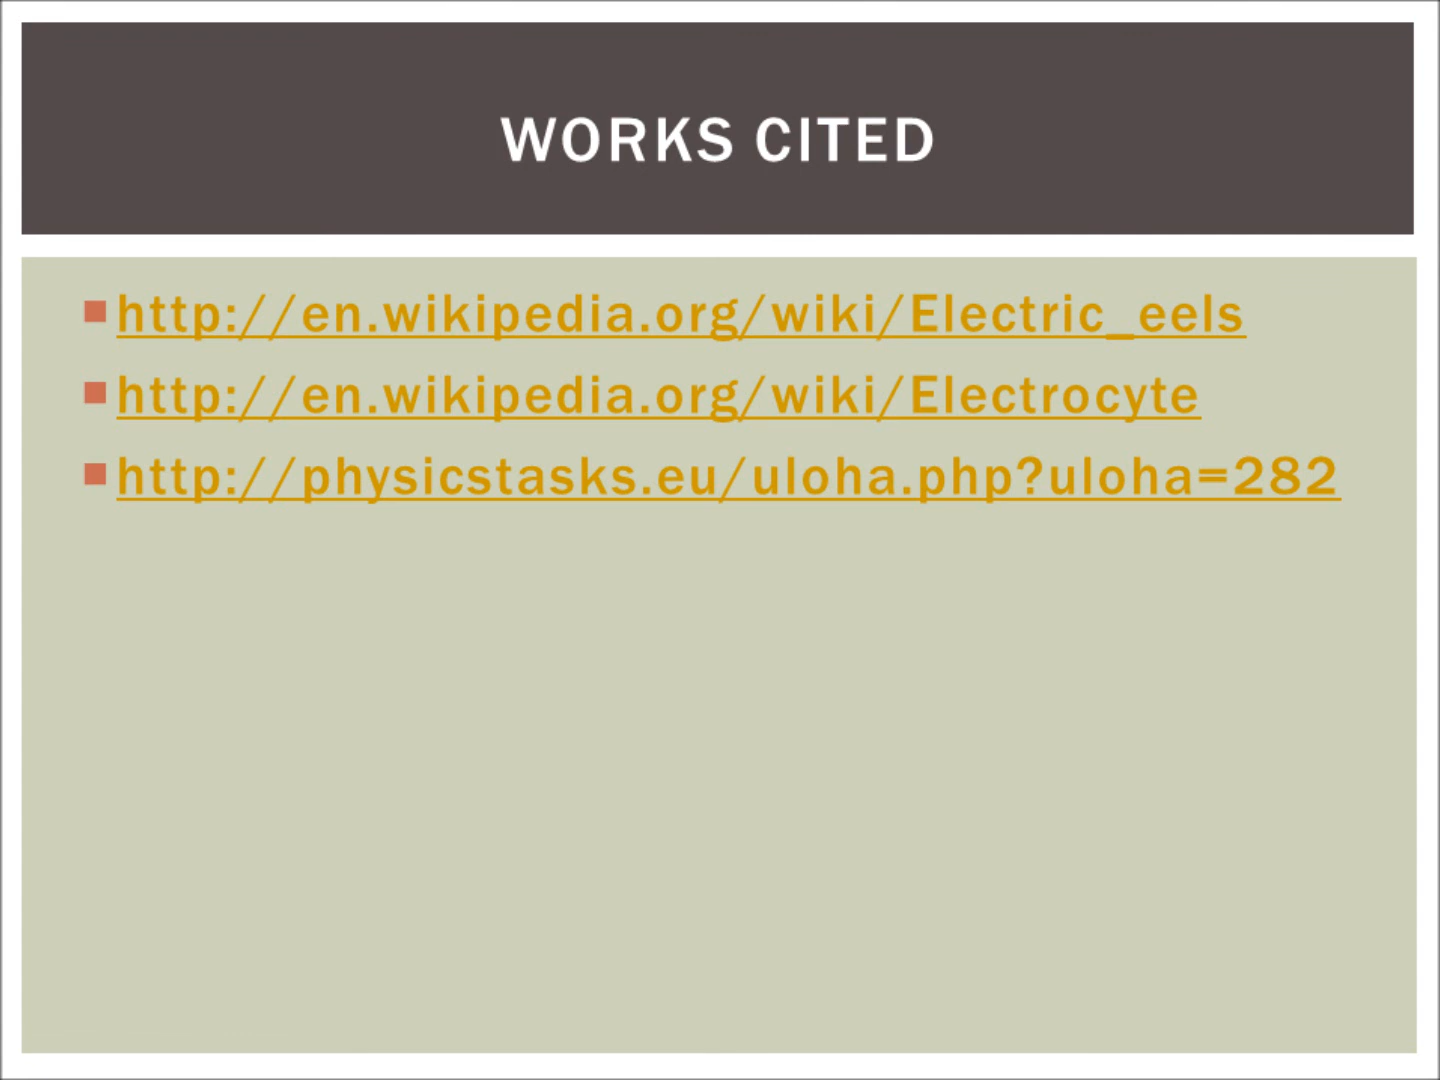 WORKS CITED
http://en.wikipedia.org/wiki/Electric_eels
http://en.wikipedia.org/wiki/Electrocyte
http://physicstasks.eu/uloha.php?uloha=282